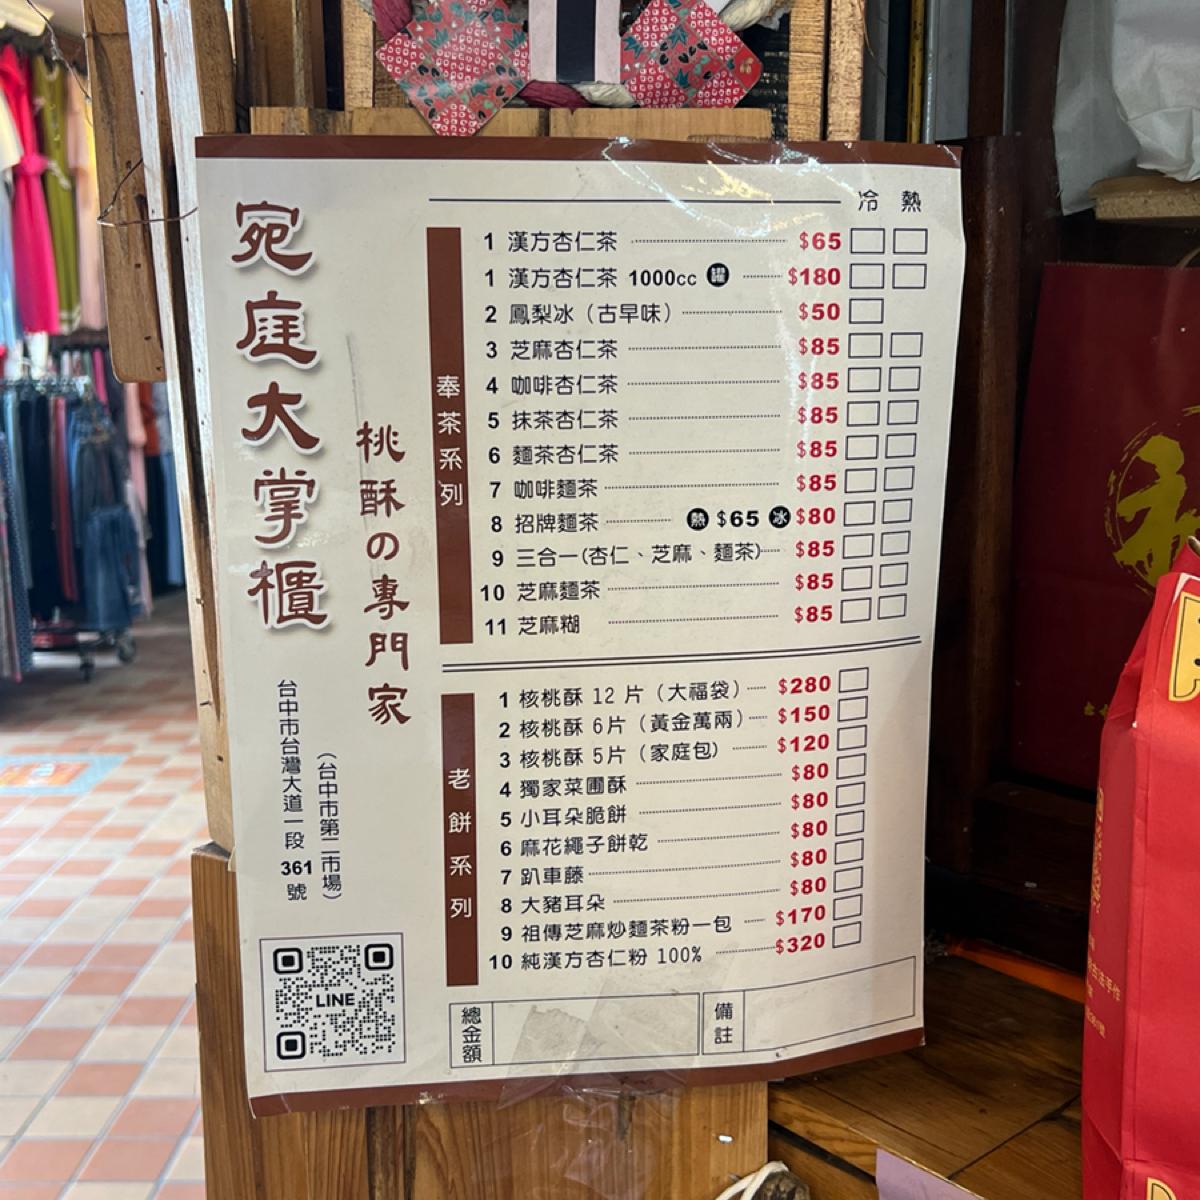 宛庭大掌櫃
桃酥の專門家
台中市台灣大道一段361號
(台中市第二市場)
LINE
冷 熱
奉茶系列
1 漢方杏仁茶 $65
1 漢方杏仁茶 1000cc 罐 $180
2 鳳梨冰（古早味） $50
3 芝麻杏仁茶 $85
4 咖啡杏仁茶 $85
5 抹茶杏仁茶 $85
6 麵茶杏仁茶 $85
7 咖啡麵茶 $85
8 招牌麵茶 熱 $65 冰 $80
9 三合一(杏仁、芝麻、麵茶) $85
10 芝麻麵茶 $85
11 芝麻糊 $85
老餅系列
1 核桃酥 12 片（大福袋） $280
2 核桃酥 6片（黃金萬兩） $150
3 核桃酥 5片（家庭包） $120
4 獨家菜圃酥 $80
5 小耳朵脆餅 $80
6 麻花繩子餅乾 $80
7 趴車藤 $80
8 大豬耳朵 $80
9 祖傳芝麻炒麵茶粉一包 $170
10 純漢方杏仁粉 100% $320
總金額
備註